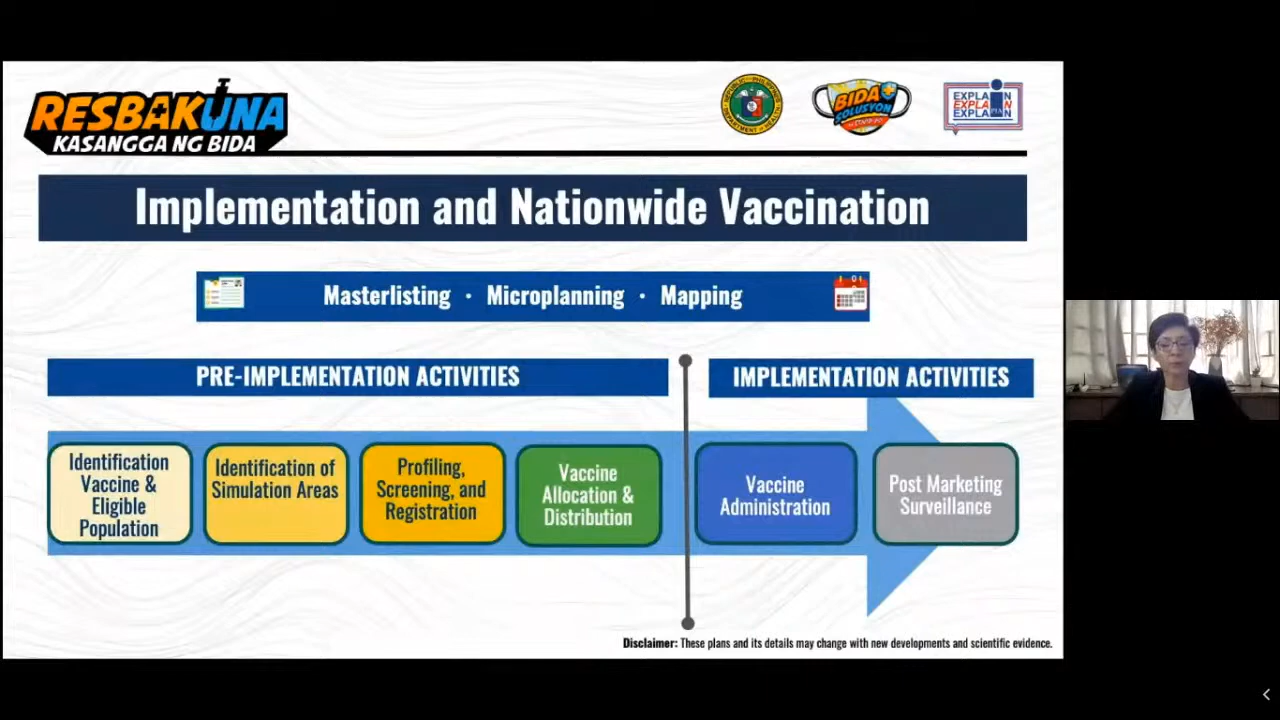 RESBAKUNA
KASANGGA NG BIDA
BIDA
SOLUSYON
EXPLAIN
EXPLAIN
EXPLAIN
Implementation and Nationwide Vaccination
Masterlisting · Microplanning · Mapping
PRE-IMPLEMENTATION ACTIVITIES
IMPLEMENTATION ACTIVITIES
Identification
Vaccine &
Eligible
Population
Identification of
Simulation Areas
Profiling,
Screening, and
Registration
Vaccine
Allocation &
Distribution
Vaccine
Administration
Post Marketing
Surveillance
Disclaimer: These plans and its details may change with new developments and scientific evidence.